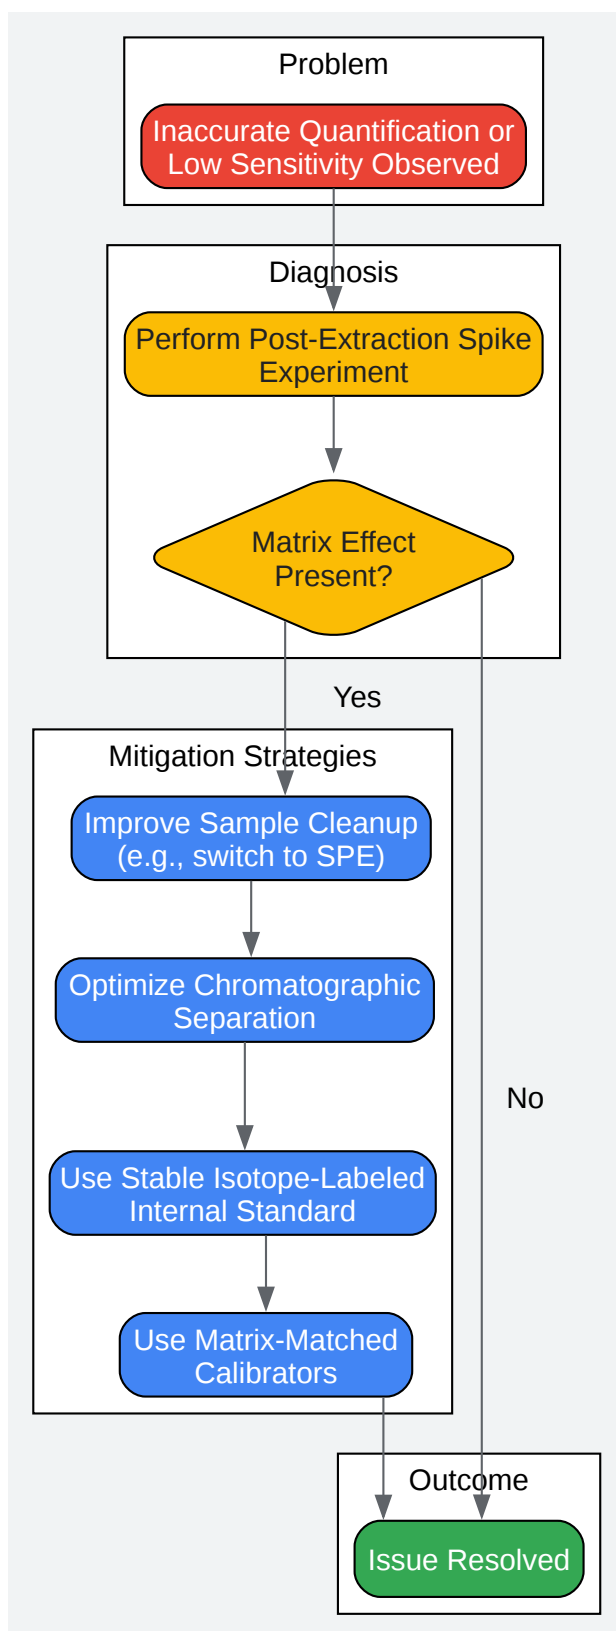 Problem
Inaccurate Quantification or
Low Sensitivity Observed
Diagnosis
Perform Post-Extraction Spike
Experiment
Matrix Effect
Present?
Yes
Mitigation Strategies
Improve Sample Cleanup
(e.g., switch to SPE)
Optimize Chromatographic
Separation
No
Use Stable Isotope-Labeled
Internal Standard
Use Matrix-Matched
Calibrators
Outcome
Issue Resolved